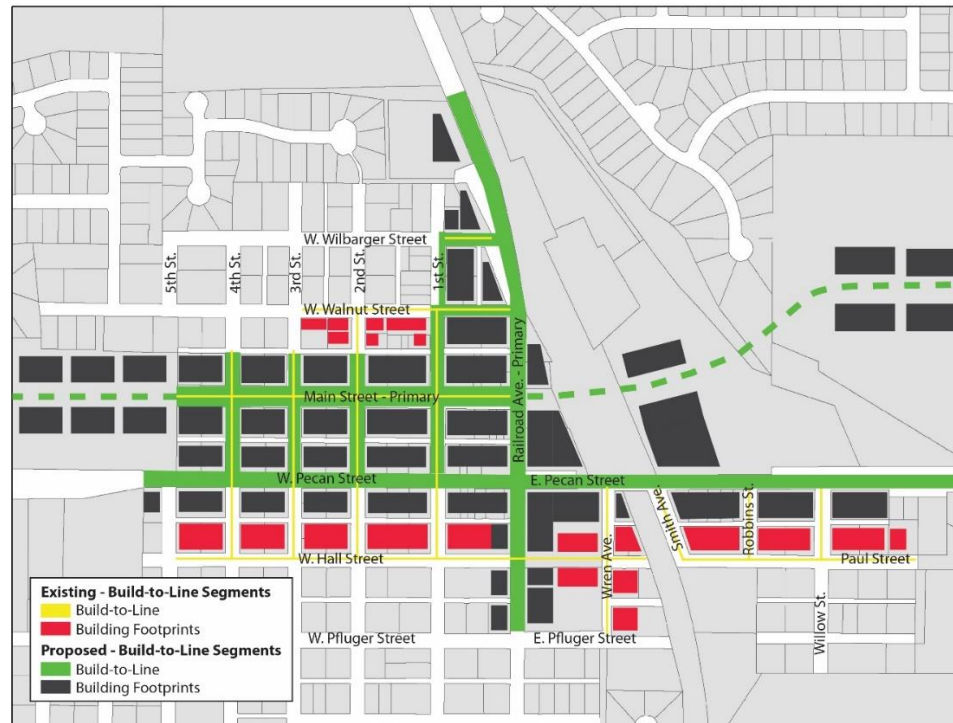 W. Wilbarger Street
5th St.
4th St.
3rd St.
2nd St.
1st St.
W. Walnut Street
Railroad Ave. - Primary
Main Street - Primary
W. Pecan Street
E. Pecan Street
Smith Ave.
Robbins St.
Wren Ave.
W. Hall Street
Paul Street
Willow St.
W. Pfluger Street
E. Pfluger Street
Existing - Build-to-Line Segments
Build-to-Line
Building Footprints
Proposed - Build-to-Line Segments
Build-to-Line
Building Footprints